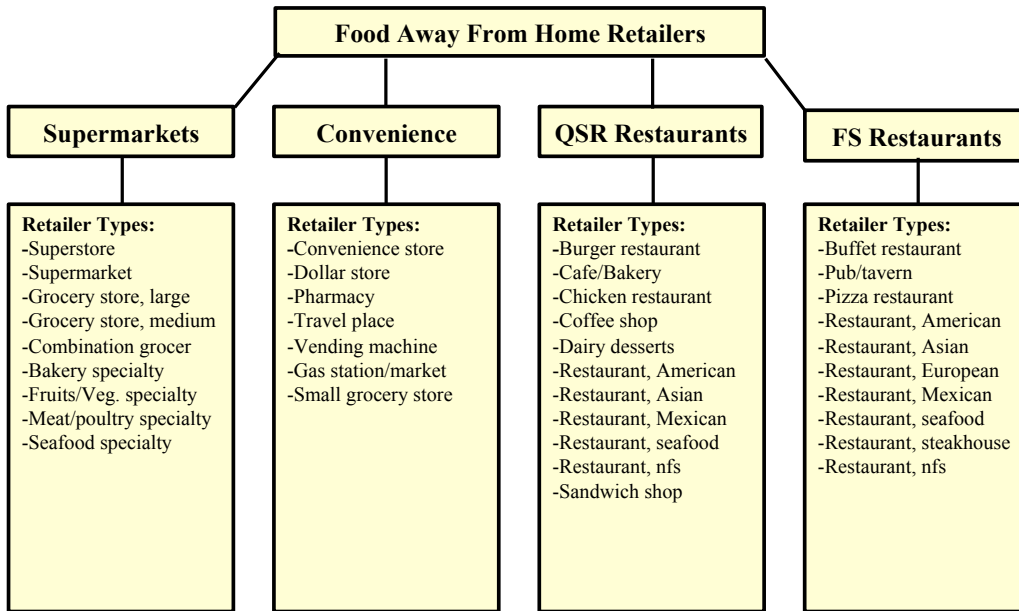 Food Away From Home Retailers
Supermarkets
Convenience
QSR Restaurants
FS Restaurants
Retailer Types:
-Superstore
-Supermarket
-Grocery store, large
-Grocery store, medium
-Combination grocer
-Bakery specialty
-Fruits/Veg. specialty
-Meat/poultry specialty
-Seafood specialty
Retailer Types:
-Convenience store
-Dollar store
-Pharmacy
-Travel place
-Vending machine
-Gas station/market
-Small grocery store
Retailer Types:
-Burger restaurant
-Cafe/Bakery
-Chicken restaurant
-Coffee shop
-Dairy desserts
-Restaurant, American
-Restaurant, Asian
-Restaurant, Mexican
-Restaurant, seafood
-Restaurant, nfs
-Sandwich shop
Retailer Types:
-Buffet restaurant
-Pub/tavern
-Pizza restaurant
-Restaurant, American
-Restaurant, Asian
-Restaurant, European
-Restaurant, Mexican
-Restaurant, seafood
-Restaurant, steakhouse
-Restaurant, nfs